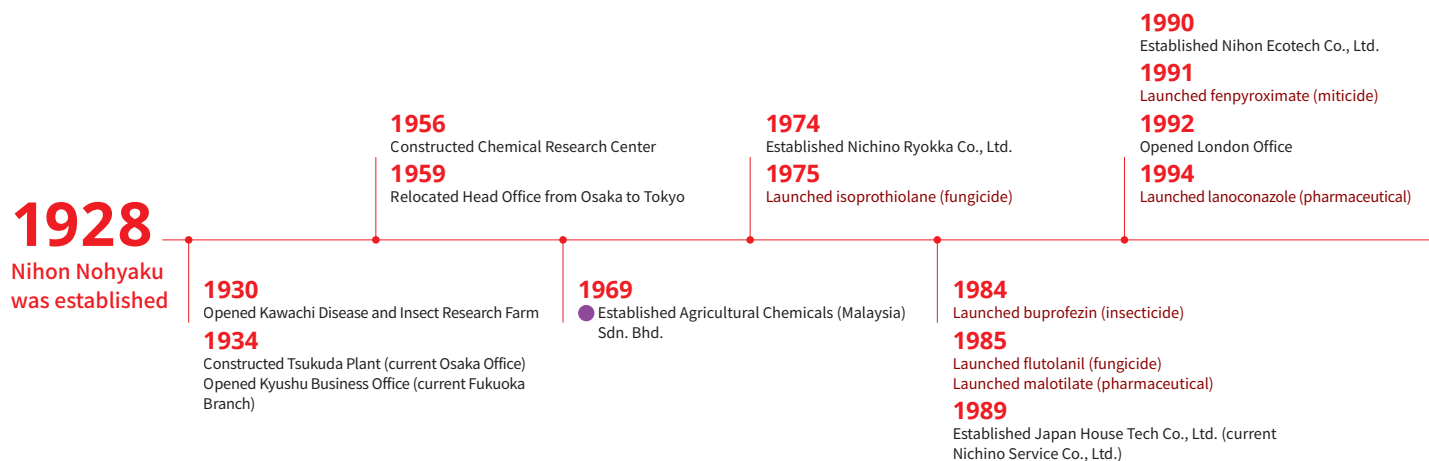 1928
Nihon Nohyaku
was established
1930
Opened Kawachi Disease and Insect Research Farm
1934
Constructed Tsukuda Plant (current Osaka Office)
Opened Kyushu Business Office (current Fukuoka
Branch)
1956
Constructed Chemical Research Center
1959
Relocated Head Office from Osaka to Tokyo
1969
Established Agricultural Chemicals (Malaysia)
Sdn. Bhd.
1974
Established Nichino Ryokka Co., Ltd.
1975
Launched isoprothiolane (fungicide)
1984
Launched buprofezin (insecticide)
1985
Launched flutolanil (fungicide)
Launched malotilate (pharmaceutical)
1989
Established Japan House Tech Co., Ltd. (current
Nichino Service Co., Ltd.)
1990
Established Nihon Ecotech Co., Ltd.
1991
Launched fenpyroximate (miticide)
1992
Opened London Office
1994
Launched lanoconazole (pharmaceutical)